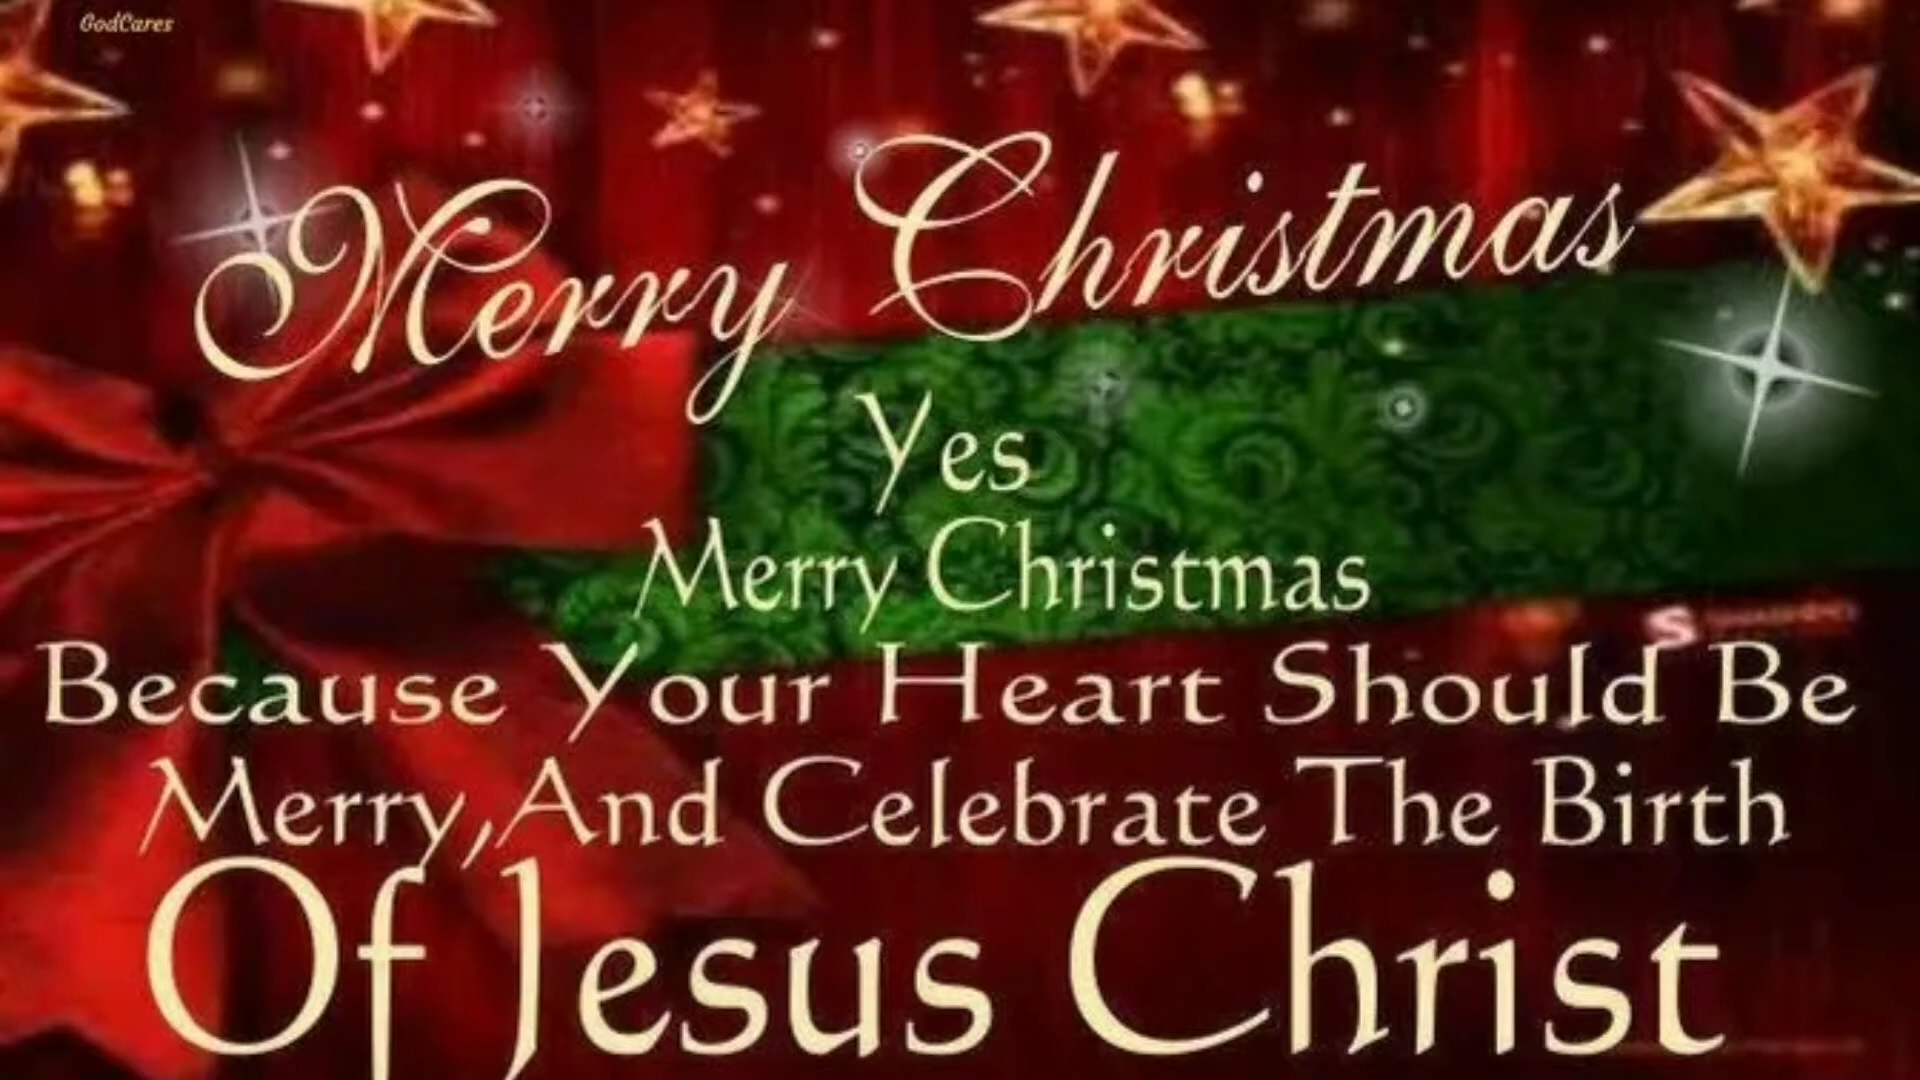 GodCares
Merry Christmas
Yes
Merry Christmas
Because Your Heart Should Be
Merry,And Celebrate The Birth
Of Jesus Christ